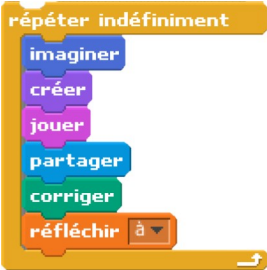 répéter indéfiniment
imaginer
créer
jouer
partager
corriger
réfléchir à